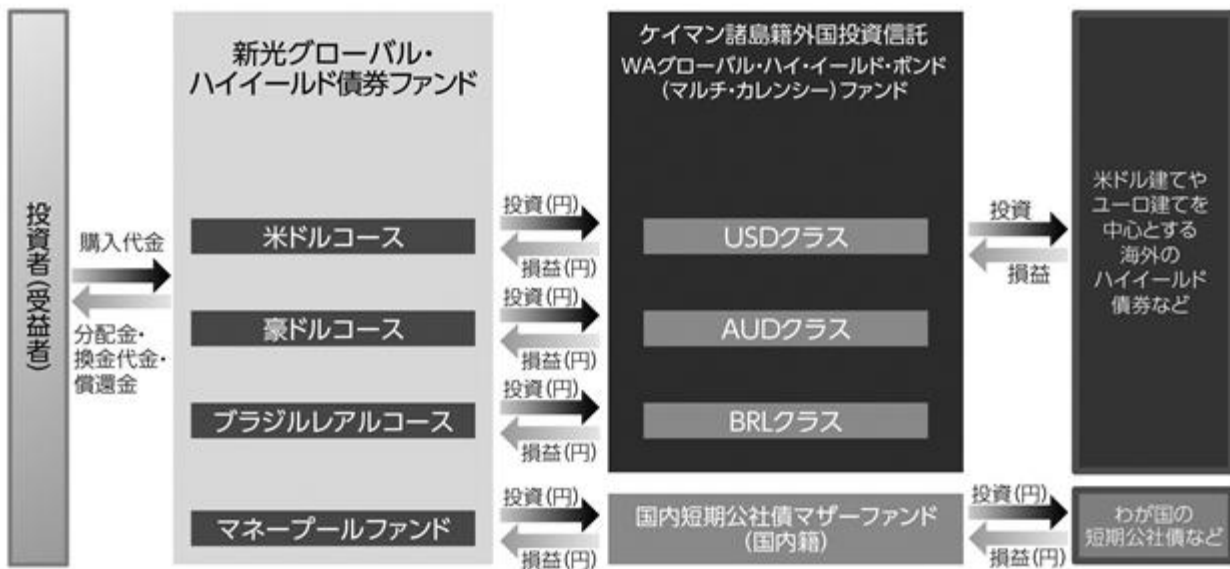 投資者(受益者)
購入代金
分配金・
換金代金・
償還金
新光グローバル・
ハイイールド債券ファンド
米ドルコース
豪ドルコース
ブラジルレアルコース
マネープールファンド
投資(円)
損益(円)
投資(円)
損益(円)
投資(円)
損益(円)
投資(円)
損益(円)
ケイマン諸島籍外国投資信託
WAグローバル・ハイ・イールド・ボンド
(マルチ・カレンシー)ファンド
USDクラス
AUDクラス
BRLクラス
国内短期公社債マザーファンド
(国内籍)
投資
損益
投資(円)
損益(円)
米ドル建てや
ユーロ建てを
中心とする
海外の
ハイイールド
債券など
わが国の
短期公社債など